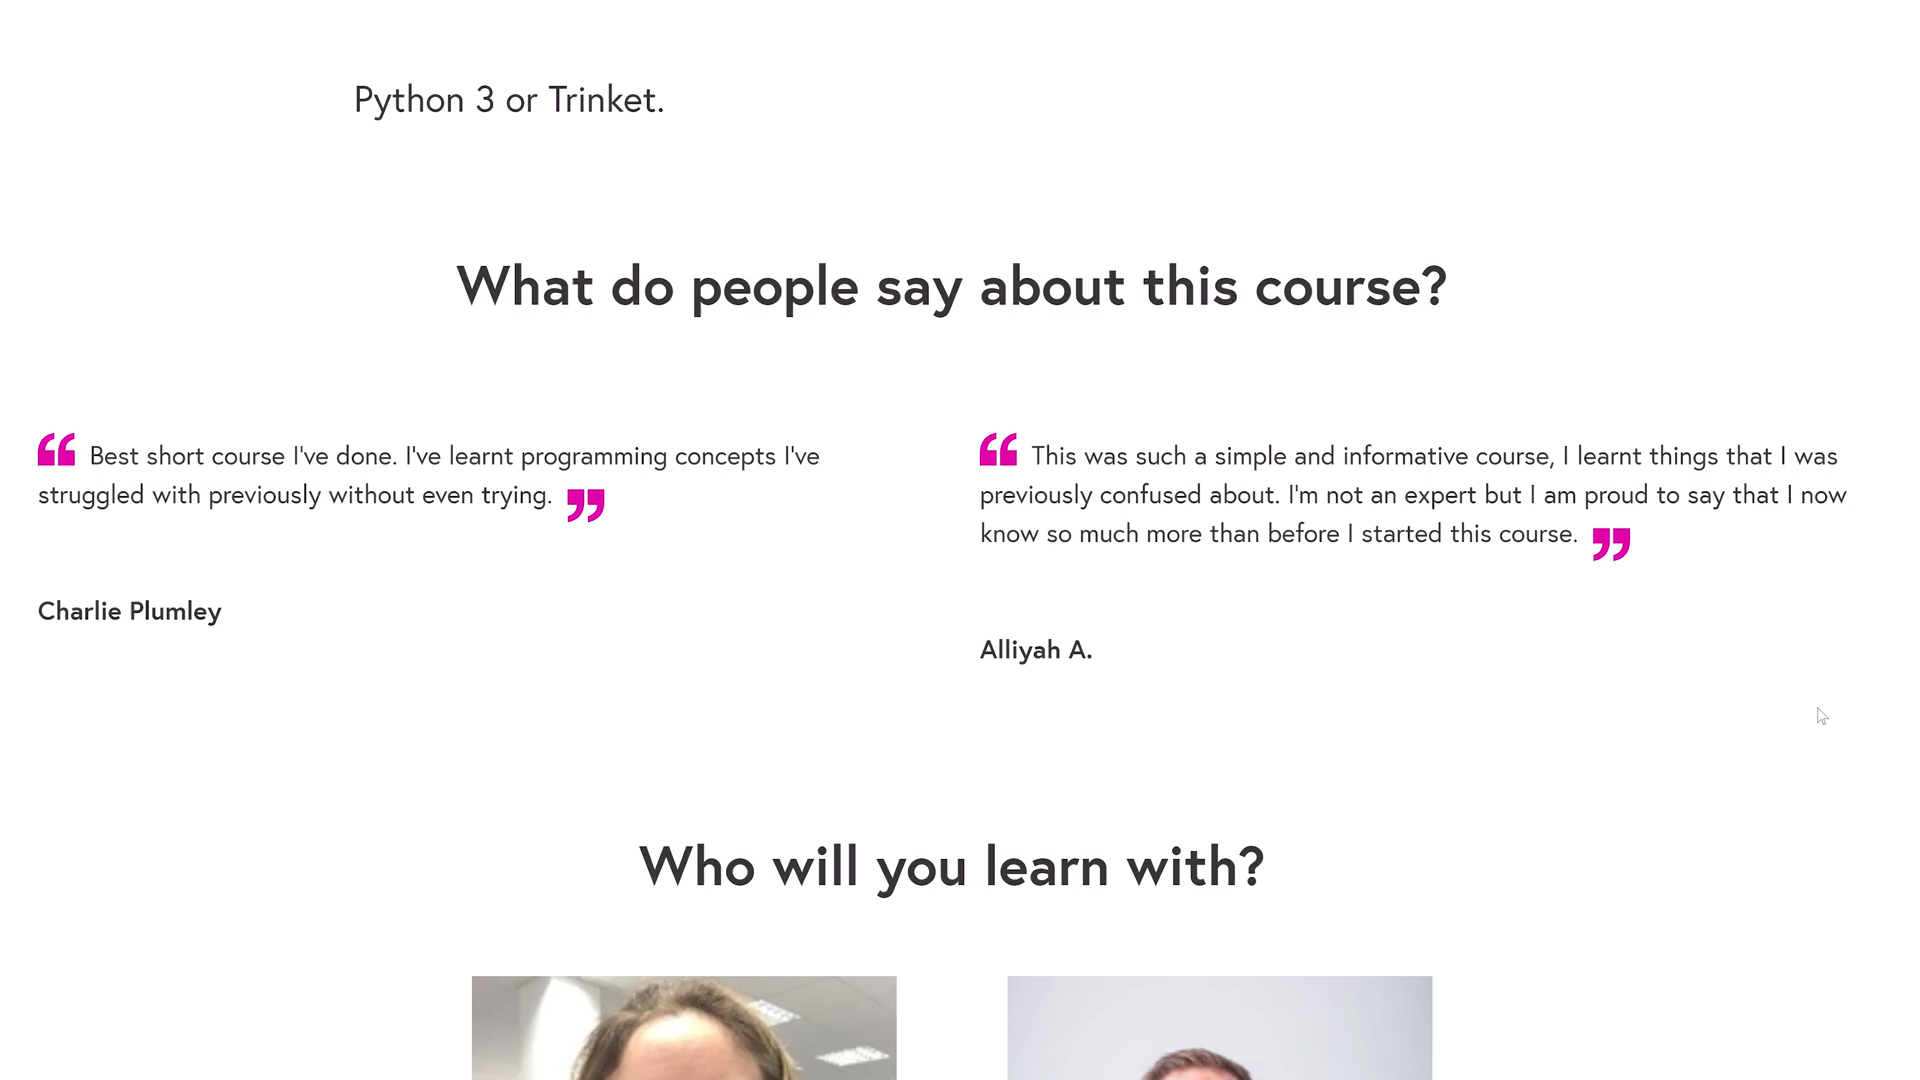 Python 3 or Trinket.
What do people say about this course?
“ Best short course I've done. I've learnt programming concepts I've
struggled with previously without even trying. ”
Charlie Plumley
“ This was such a simple and informative course, I learnt things that I was
previously confused about. I'm not an expert but I am proud to say that I now
know so much more than before I started this course. ”
Alliyah A.
Who will you learn with?